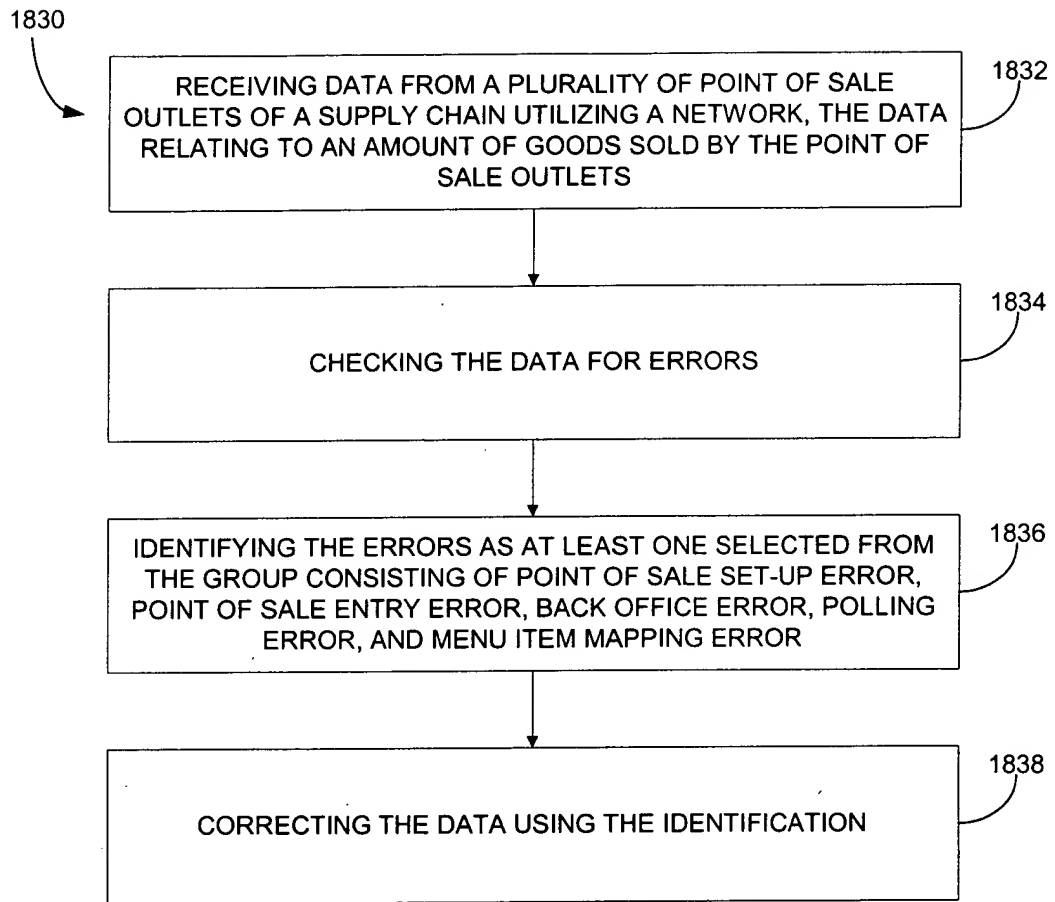 1830
RECEIVING DATA FROM A PLURALITY OF POINT OF SALE
OUTLETS OF A SUPPLY CHAIN UTILIZING A NETWORK, THE DATA
RELATING TO AN AMOUNT OF GOODS SOLD BY THE POINT OF
SALE OUTLETS
1832
CHECKING THE DATA FOR ERRORS
1834
IDENTIFYING THE ERRORS AS AT LEAST ONE SELECTED FROM
THE GROUP CONSISTING OF POINT OF SALE SET-UP ERROR,
POINT OF SALE ENTRY ERROR, BACK OFFICE ERROR, POLLING
ERROR, AND MENU ITEM MAPPING ERROR
1836
CORRECTING THE DATA USING THE IDENTIFICATION
1838